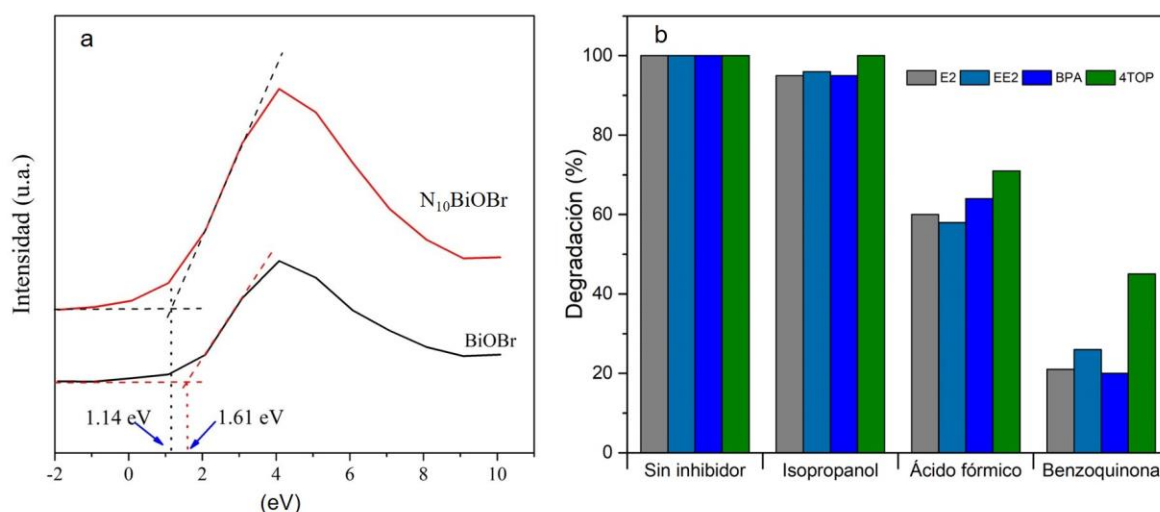 a
Intensidad (u.a.)
N₁₀BiOBr
BiOBr
1.14 eV
1.61 eV
-2 0 2 4 6 8 10
(eV)
b
E2 EE2 BPA 4TOP
Degradación (%)
100
80
60
40
20
0
Sin inhibidor Isopropanol Ácido fórmico Benzoquinona